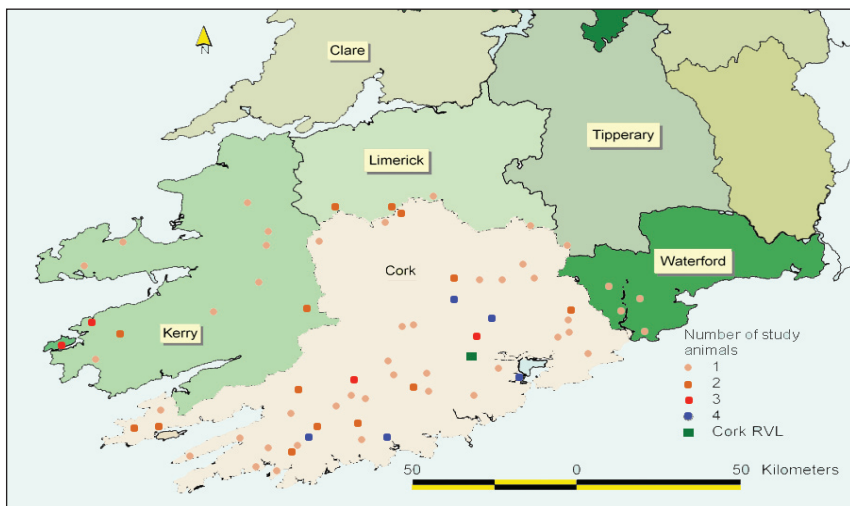 N
Clare
Tipperary
Limerick
Cork
Waterford
Kerry
Number of study
animals
1
2
3
4
Cork RVL
50 0 50 Kilometers